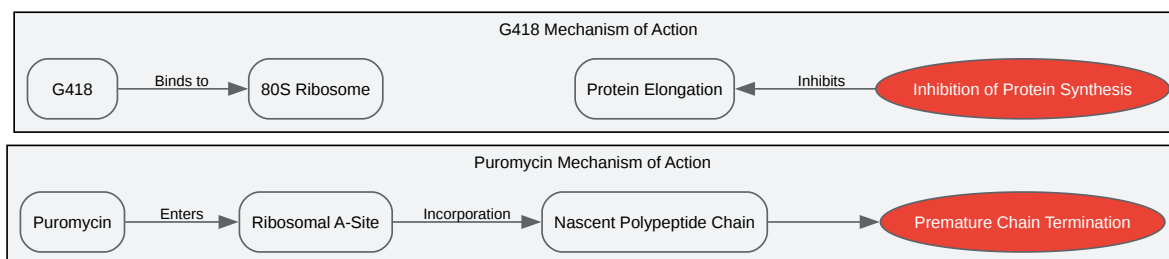 G418 Mechanism of Action
G418
Binds to
80S Ribosome
Protein Elongation
Inhibits
Inhibition of Protein Synthesis
Puromycin Mechanism of Action
Puromycin
Enters
Ribosomal A-Site
Incorporation
Nascent Polypeptide Chain
Premature Chain Termination